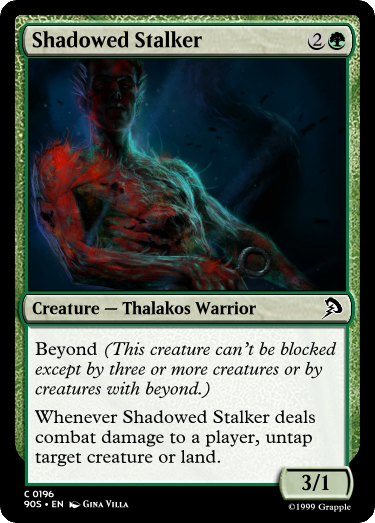 Shadowed Stalker 2
Creature — Thalakos Warrior
Beyond (This creature can't be blocked
except by three or more creatures or by
creatures with beyond.)
Whenever Shadowed Stalker deals
combat damage to a player, untap
target creature or land.
3/1
C 0196
90S • EN Gina Villa
©1999 Grapple